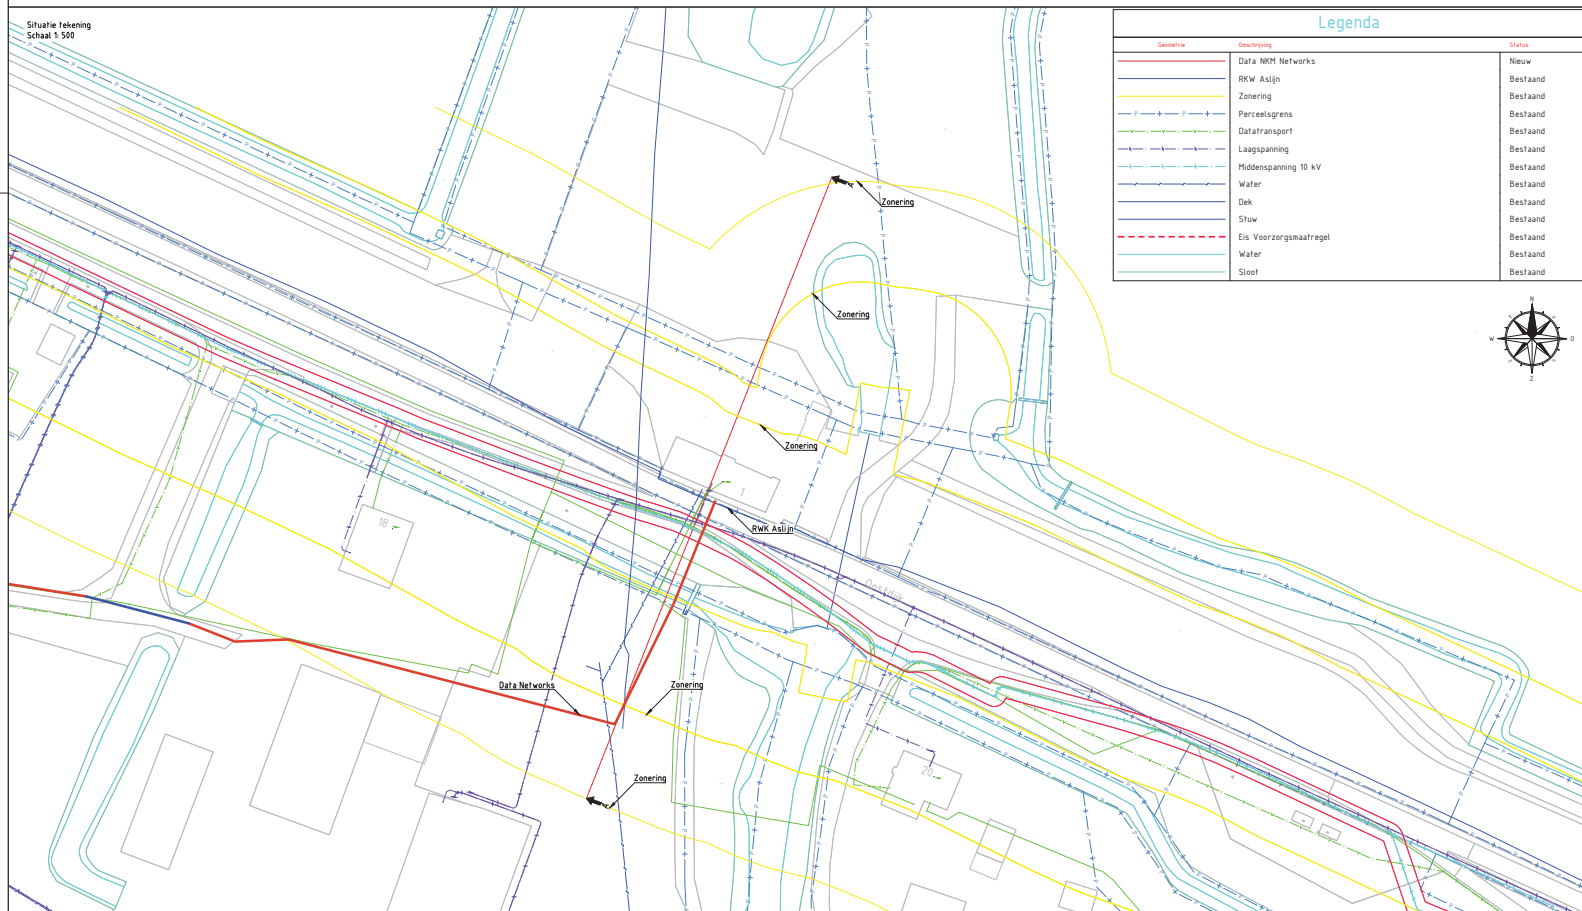 Situatie tekening
Schaal 1: 500
Legenda
Geometrie Omschrijving Status
Data NKM Networks Nieuw
RKW Aslijn Bestaand
Zonering Bestaand
Perceelsgrens Bestaand
Datatransport Bestaand
Laagspanning Bestaand
Middenspanning 10 kV Bestaand
Water Bestaand
Dek Bestaand
Stuw Bestaand
Eis Voorzorgsmaatregel Bestaand
Water Bestaand
Sloot Bestaand
N
W O
Z
Zonering
Zonering
Zonering
1
18
RWK Aslijn
Oostdijk
Data Networks
Zonering
Zonering
20